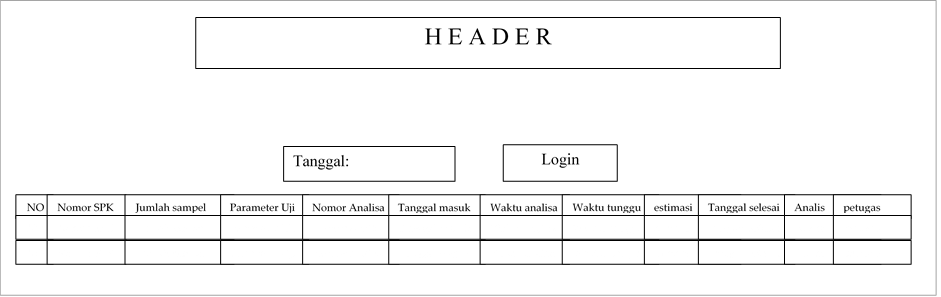 H E A D E R
Tanggal:
Login
NO Nomor SPK Jumlah sampel Parameter Uji Nomor Analisa Tanggal masuk Waktu analisa Waktu tunggu estimasi Tanggal selesai Analis petugas